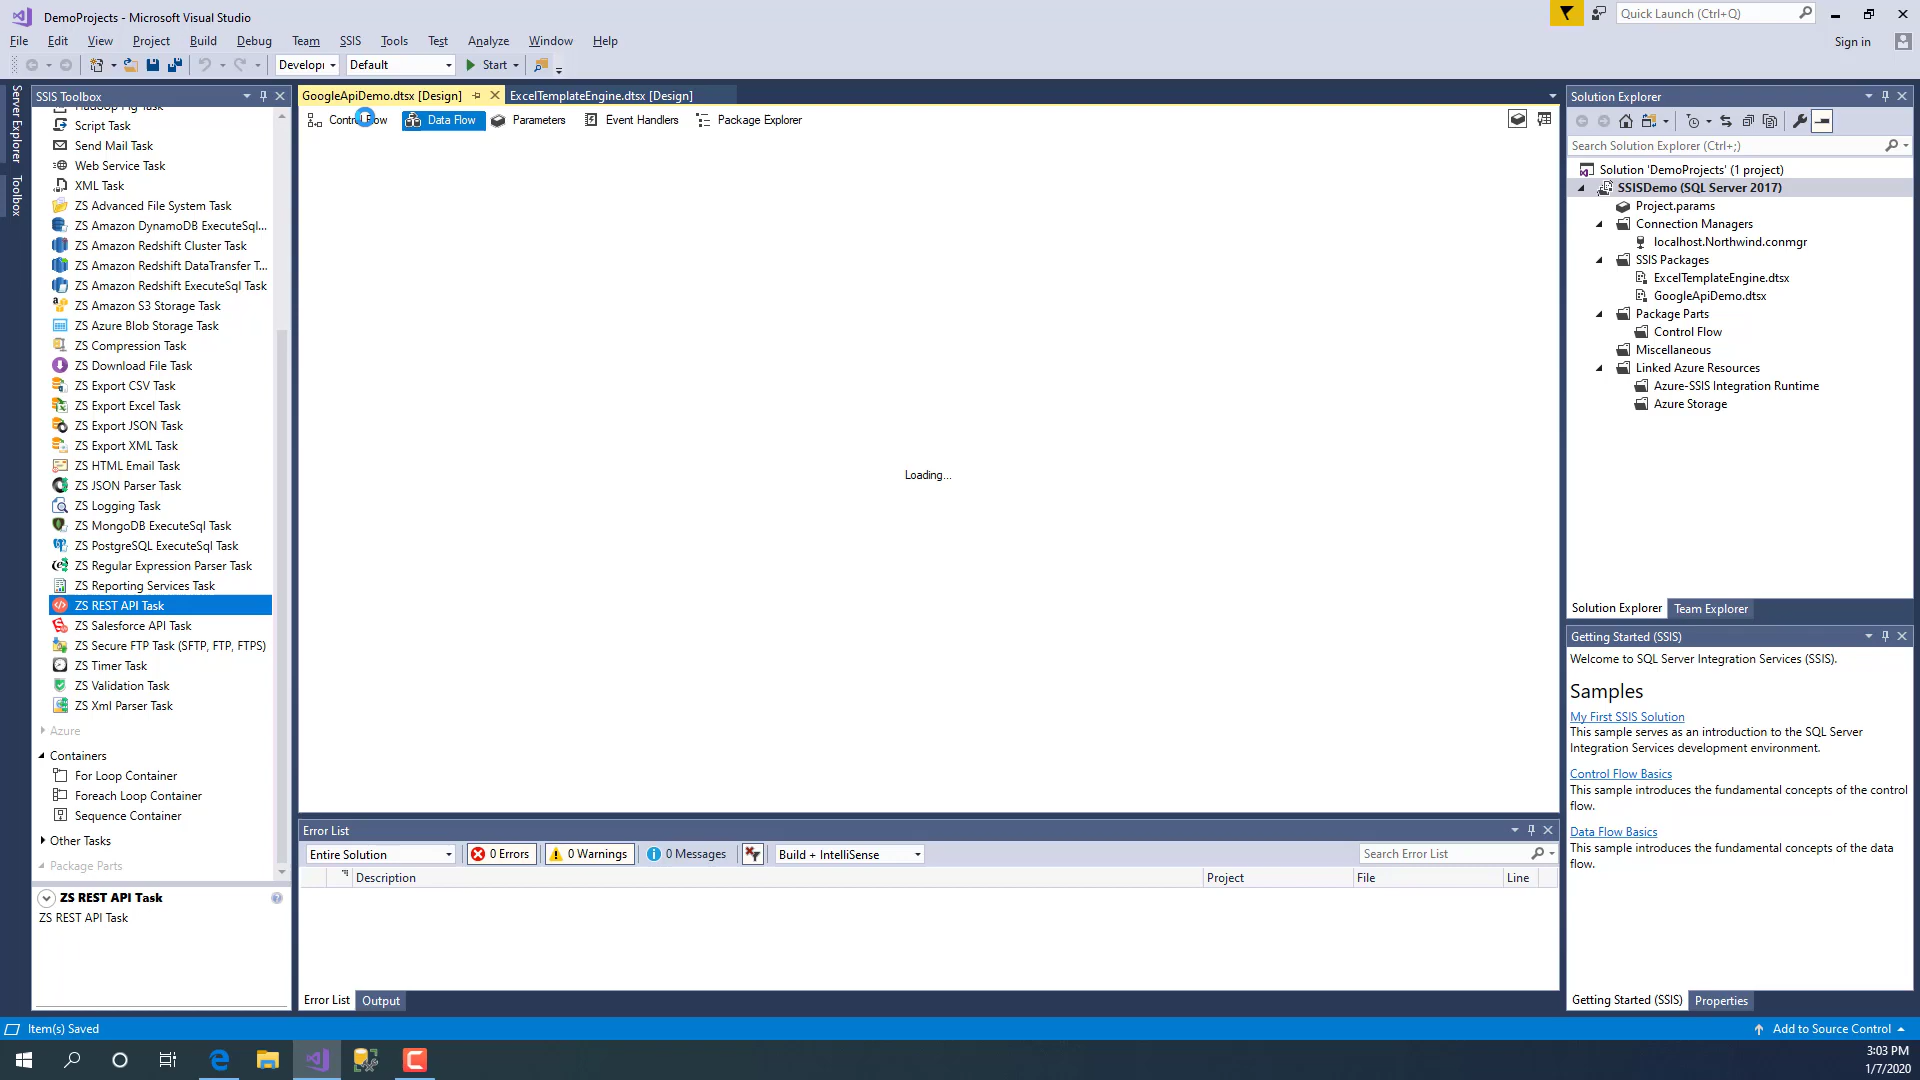 DemoProjects - Microsoft Visual Studio
Quick Launch (Ctrl+Q)
File Edit View Project Build Debug Team SSIS Tools Test Analyze Window Help
Sign in
Default
Start
Server Explorer
Toolbox
SSIS Toolbox
Script Task
Send Mail Task
Web Service Task
XML Task
ZS Advanced File System Task
ZS Amazon DynamoDB ExecuteSql...
ZS Amazon Redshift Cluster Task
ZS Amazon Redshift DataTransfer T...
ZS Amazon Redshift ExecuteSql Task
ZS Amazon S3 Storage Task
ZS Azure Blob Storage Task
ZS Compression Task
ZS Download File Task
ZS Export CSV Task
ZS Export Excel Task
ZS Export JSON Task
ZS Export XML Task
ZS HTML Email Task
ZS JSON Parser Task
ZS Logging Task
ZS MongoDB ExecuteSql Task
ZS PostgreSQL ExecuteSql Task
ZS Regular Expression Parser Task
ZS Reporting Services Task
ZS REST API Task
ZS Salesforce API Task
ZS Secure FTP Task (SFTP, FTP, FTPS)
ZS Timer Task
ZS Validation Task
ZS Xml Parser Task
Azure
Containers
For Loop Container
Foreach Loop Container
Sequence Container
Other Tasks
Package Parts
ZS REST API Task
ZS REST API Task
GoogleApiDemo.dtsx [Design]
ExcelTemplateEngine.dtsx [Design]
Data Flow
Parameters
Event Handlers
Package Explorer
Loading...
Error List
Entire Solution
0 Errors
0 Warnings
0 Messages
Build + IntelliSense
Search Error List
Description Project File Line
Error List
Output
Solution Explorer
Search Solution Explorer (Ctrl+;)
Solution 'DemoProjects' (1 project)
SSISDemo (SQL Server 2017)
Project.params
Connection Managers
localhost.Northwind.conmgr
SSIS Packages
ExcelTemplateEngine.dtsx
GoogleApiDemo.dtsx
Package Parts
Control Flow
Miscellaneous
Linked Azure Resources
Azure-SSIS Integration Runtime
Azure Storage
Solution Explorer
Team Explorer
Getting Started (SSIS)
Welcome to SQL Server Integration Services (SSIS).
Samples
My First SSIS Solution
This sample serves as an introduction to the SQL Server
Integration Services development environment.
Control Flow Basics
This sample introduces the fundamental concepts of the control
flow.
Data Flow Basics
This sample introduces the fundamental concepts of the data
flow.
Getting Started (SSIS)
Properties
Item(s) Saved
Add to Source Control
3:03 PM
1/7/2020